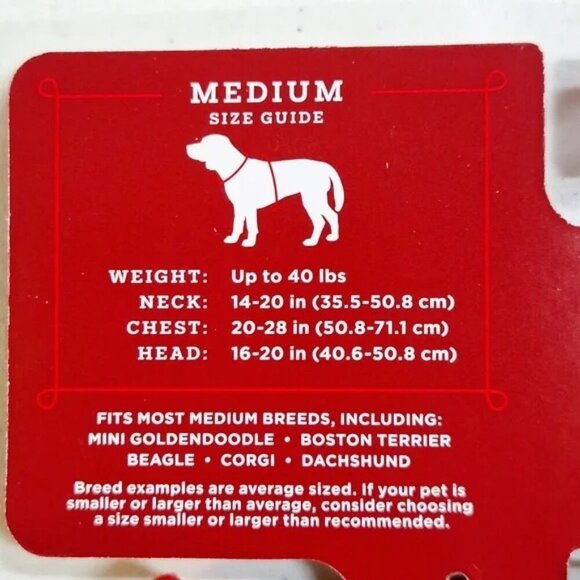 MEDIUM
SIZE GUIDE
WEIGHT: Up to 40 lbs
NECK: 14-20 in (35.5-50.8 cm)
CHEST: 20-28 in (50.8-71.1 cm)
HEAD: 16-20 in (40.6-50.8 cm)
FITS MOST MEDIUM BREEDS, INCLUDING:
MINI GOLDENDOODLE • BOSTON TERRIER
BEAGLE • CORGI • DACHSHUND
Breed examples are average sized. If your pet is
smaller or larger than average, consider choosing
a size smaller or larger than recommended.